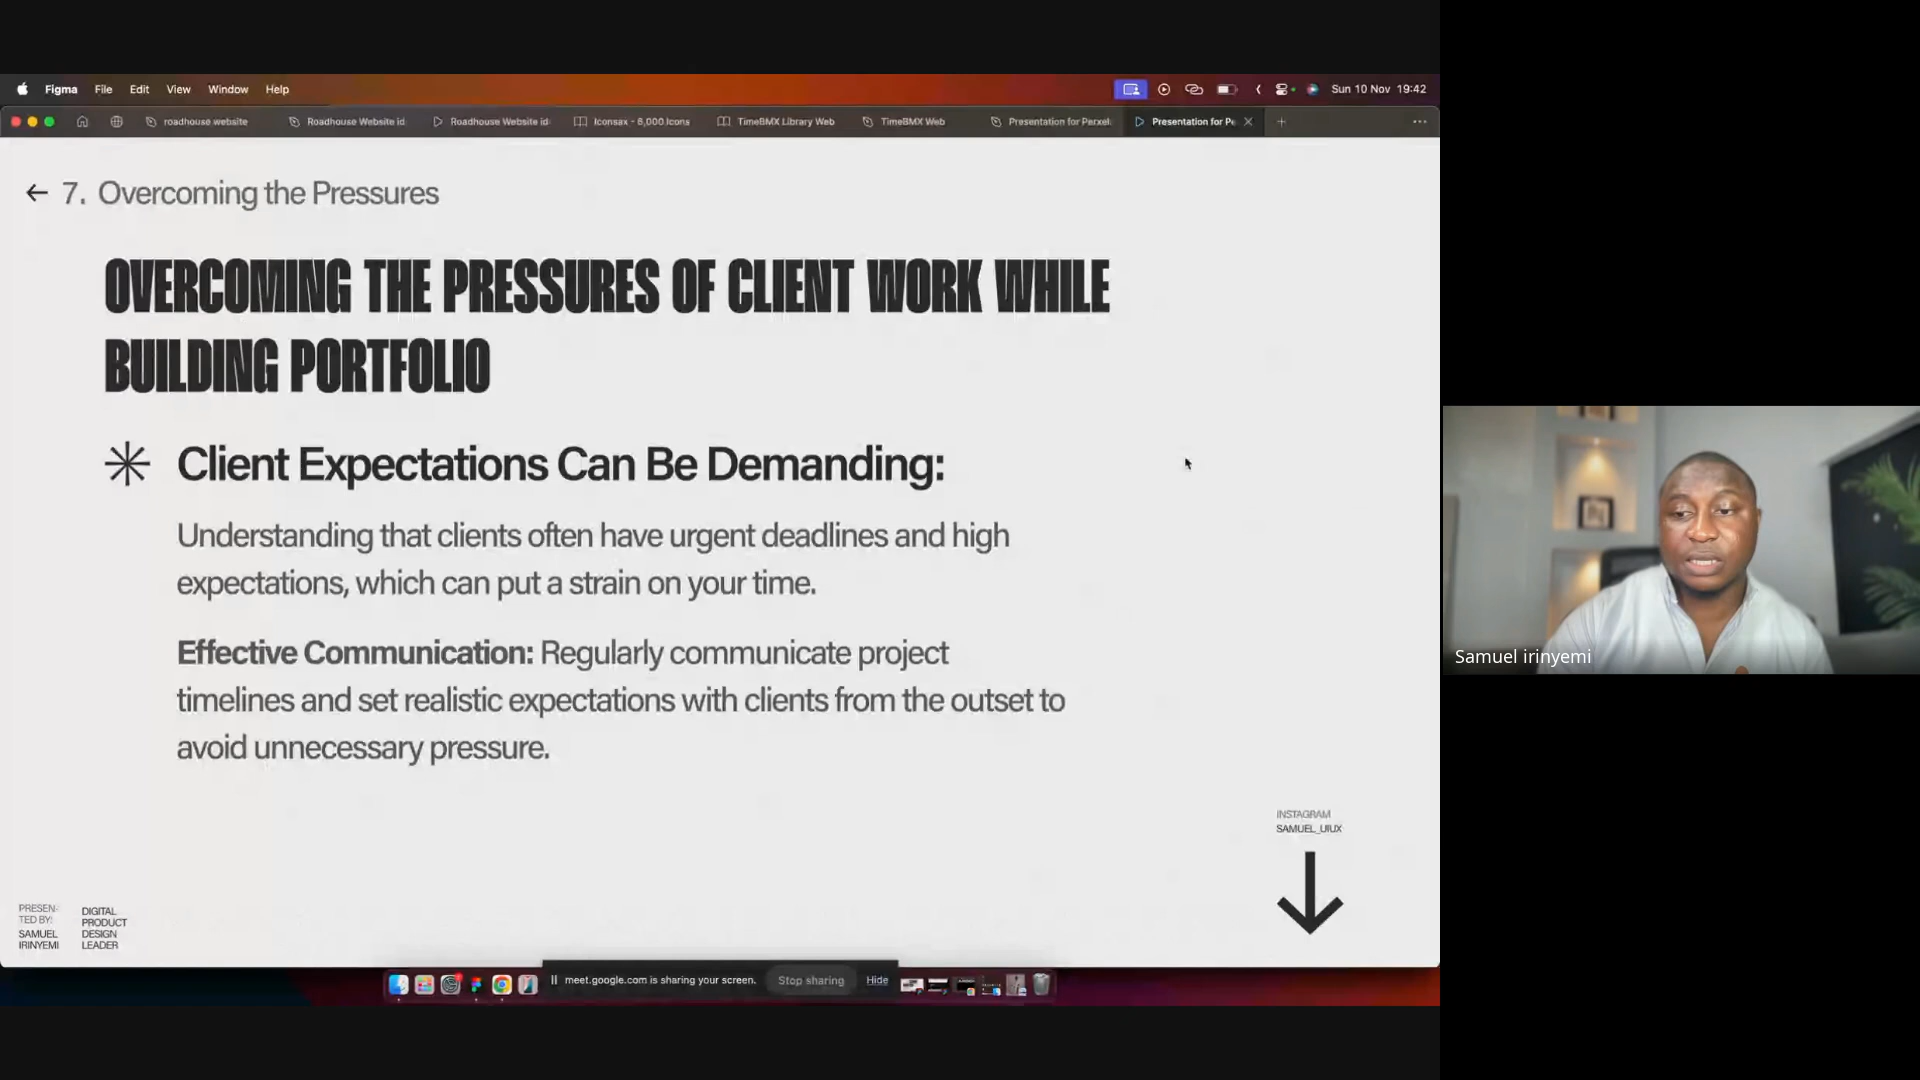 Figma File Edit View Window Help
Sun 10 Nov 19:42
roadhouse website
Roadhouse Website id
Roadhouse Website id
Iconsax - 6,000 Icons
TimeBMX Library Web
TimeBMX Web
Presentation for Perxel
Presentation for Pe
← 7. Overcoming the Pressures
OVERCOMING THE PRESSURES OF CLIENT WORK WHILE
BUILDING PORTFOLIO
Client Expectations Can Be Demanding:
Understanding that clients often have urgent deadlines and high
expectations, which can put a strain on your time.
Effective Communication: Regularly communicate project
timelines and set realistic expectations with clients from the outset to
avoid unnecessary pressure.
INSTAGRAM
SAMUEL_UIUX
PRESEN-
TED BY:
SAMUEL
IRINYEMI
DIGITAL
PRODUCT
DESIGN
LEADER
meet.google.com is sharing your screen. Stop sharing Hide
Samuel irinyemi